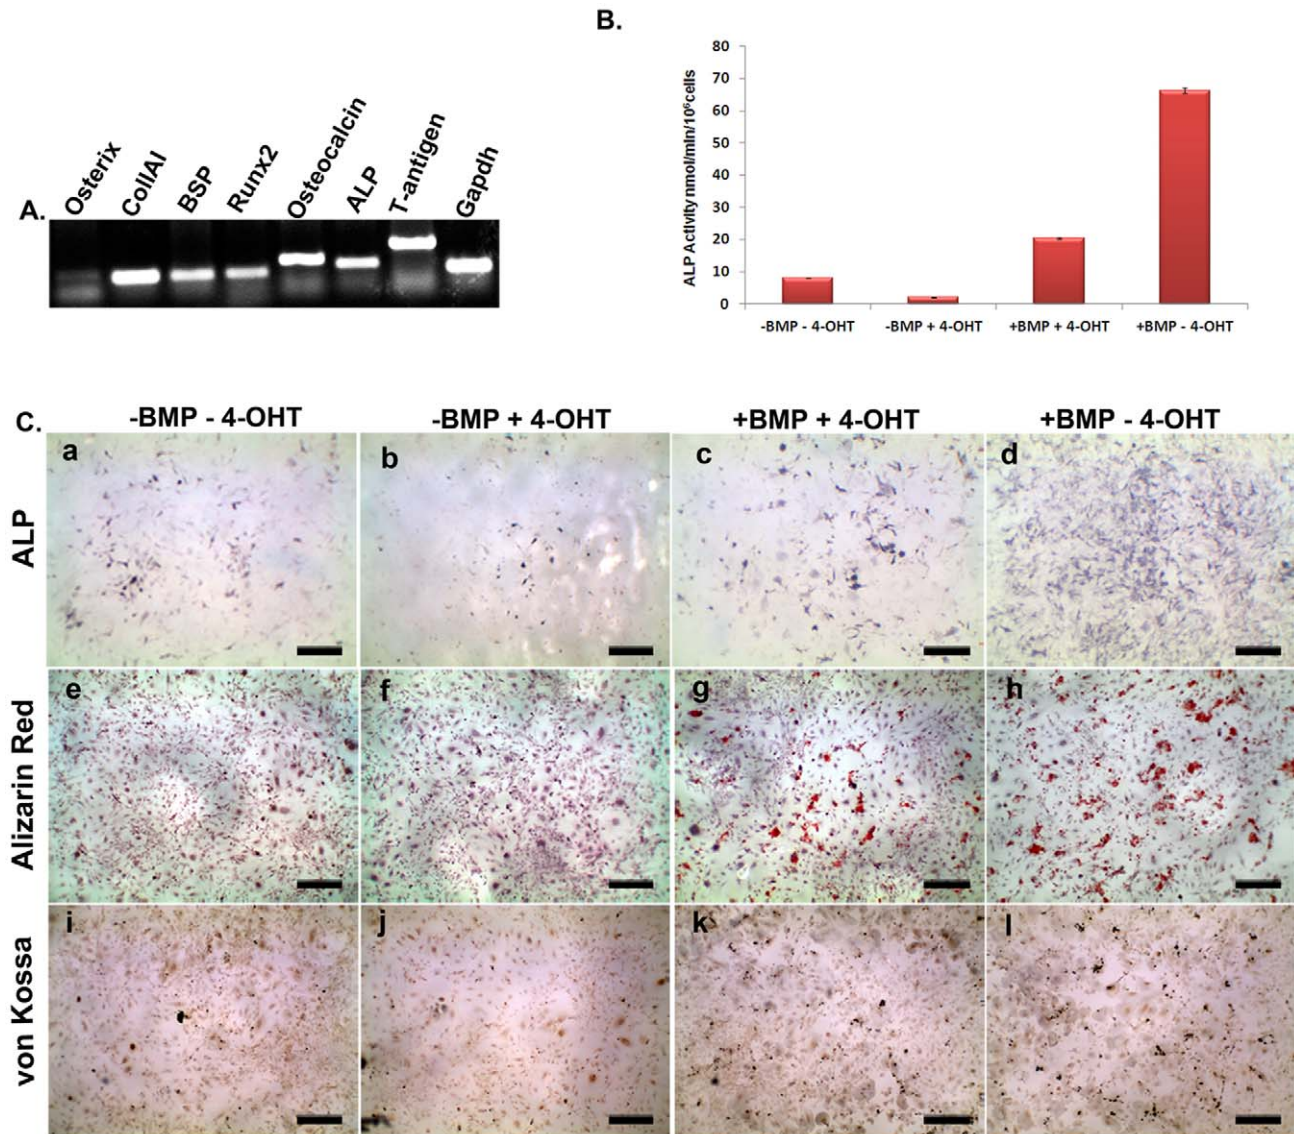 B.
80
70
60
50
40
30
20
10
0
ALP Activity nmol/min/10⁶cells
-BMP - 4-OHT -BMP + 4-OHT +BMP + 4-OHT +BMP - 4-OHT
A.
Osterix CollAI BSP Runx2 Osteocalcin ALP T-antigen Gapdh
C.
-BMP - 4-OHT -BMP + 4-OHT +BMP + 4-OHT +BMP - 4-OHT
ALP
a b c d
Alizarin Red
e f g h
von Kossa
i j k l